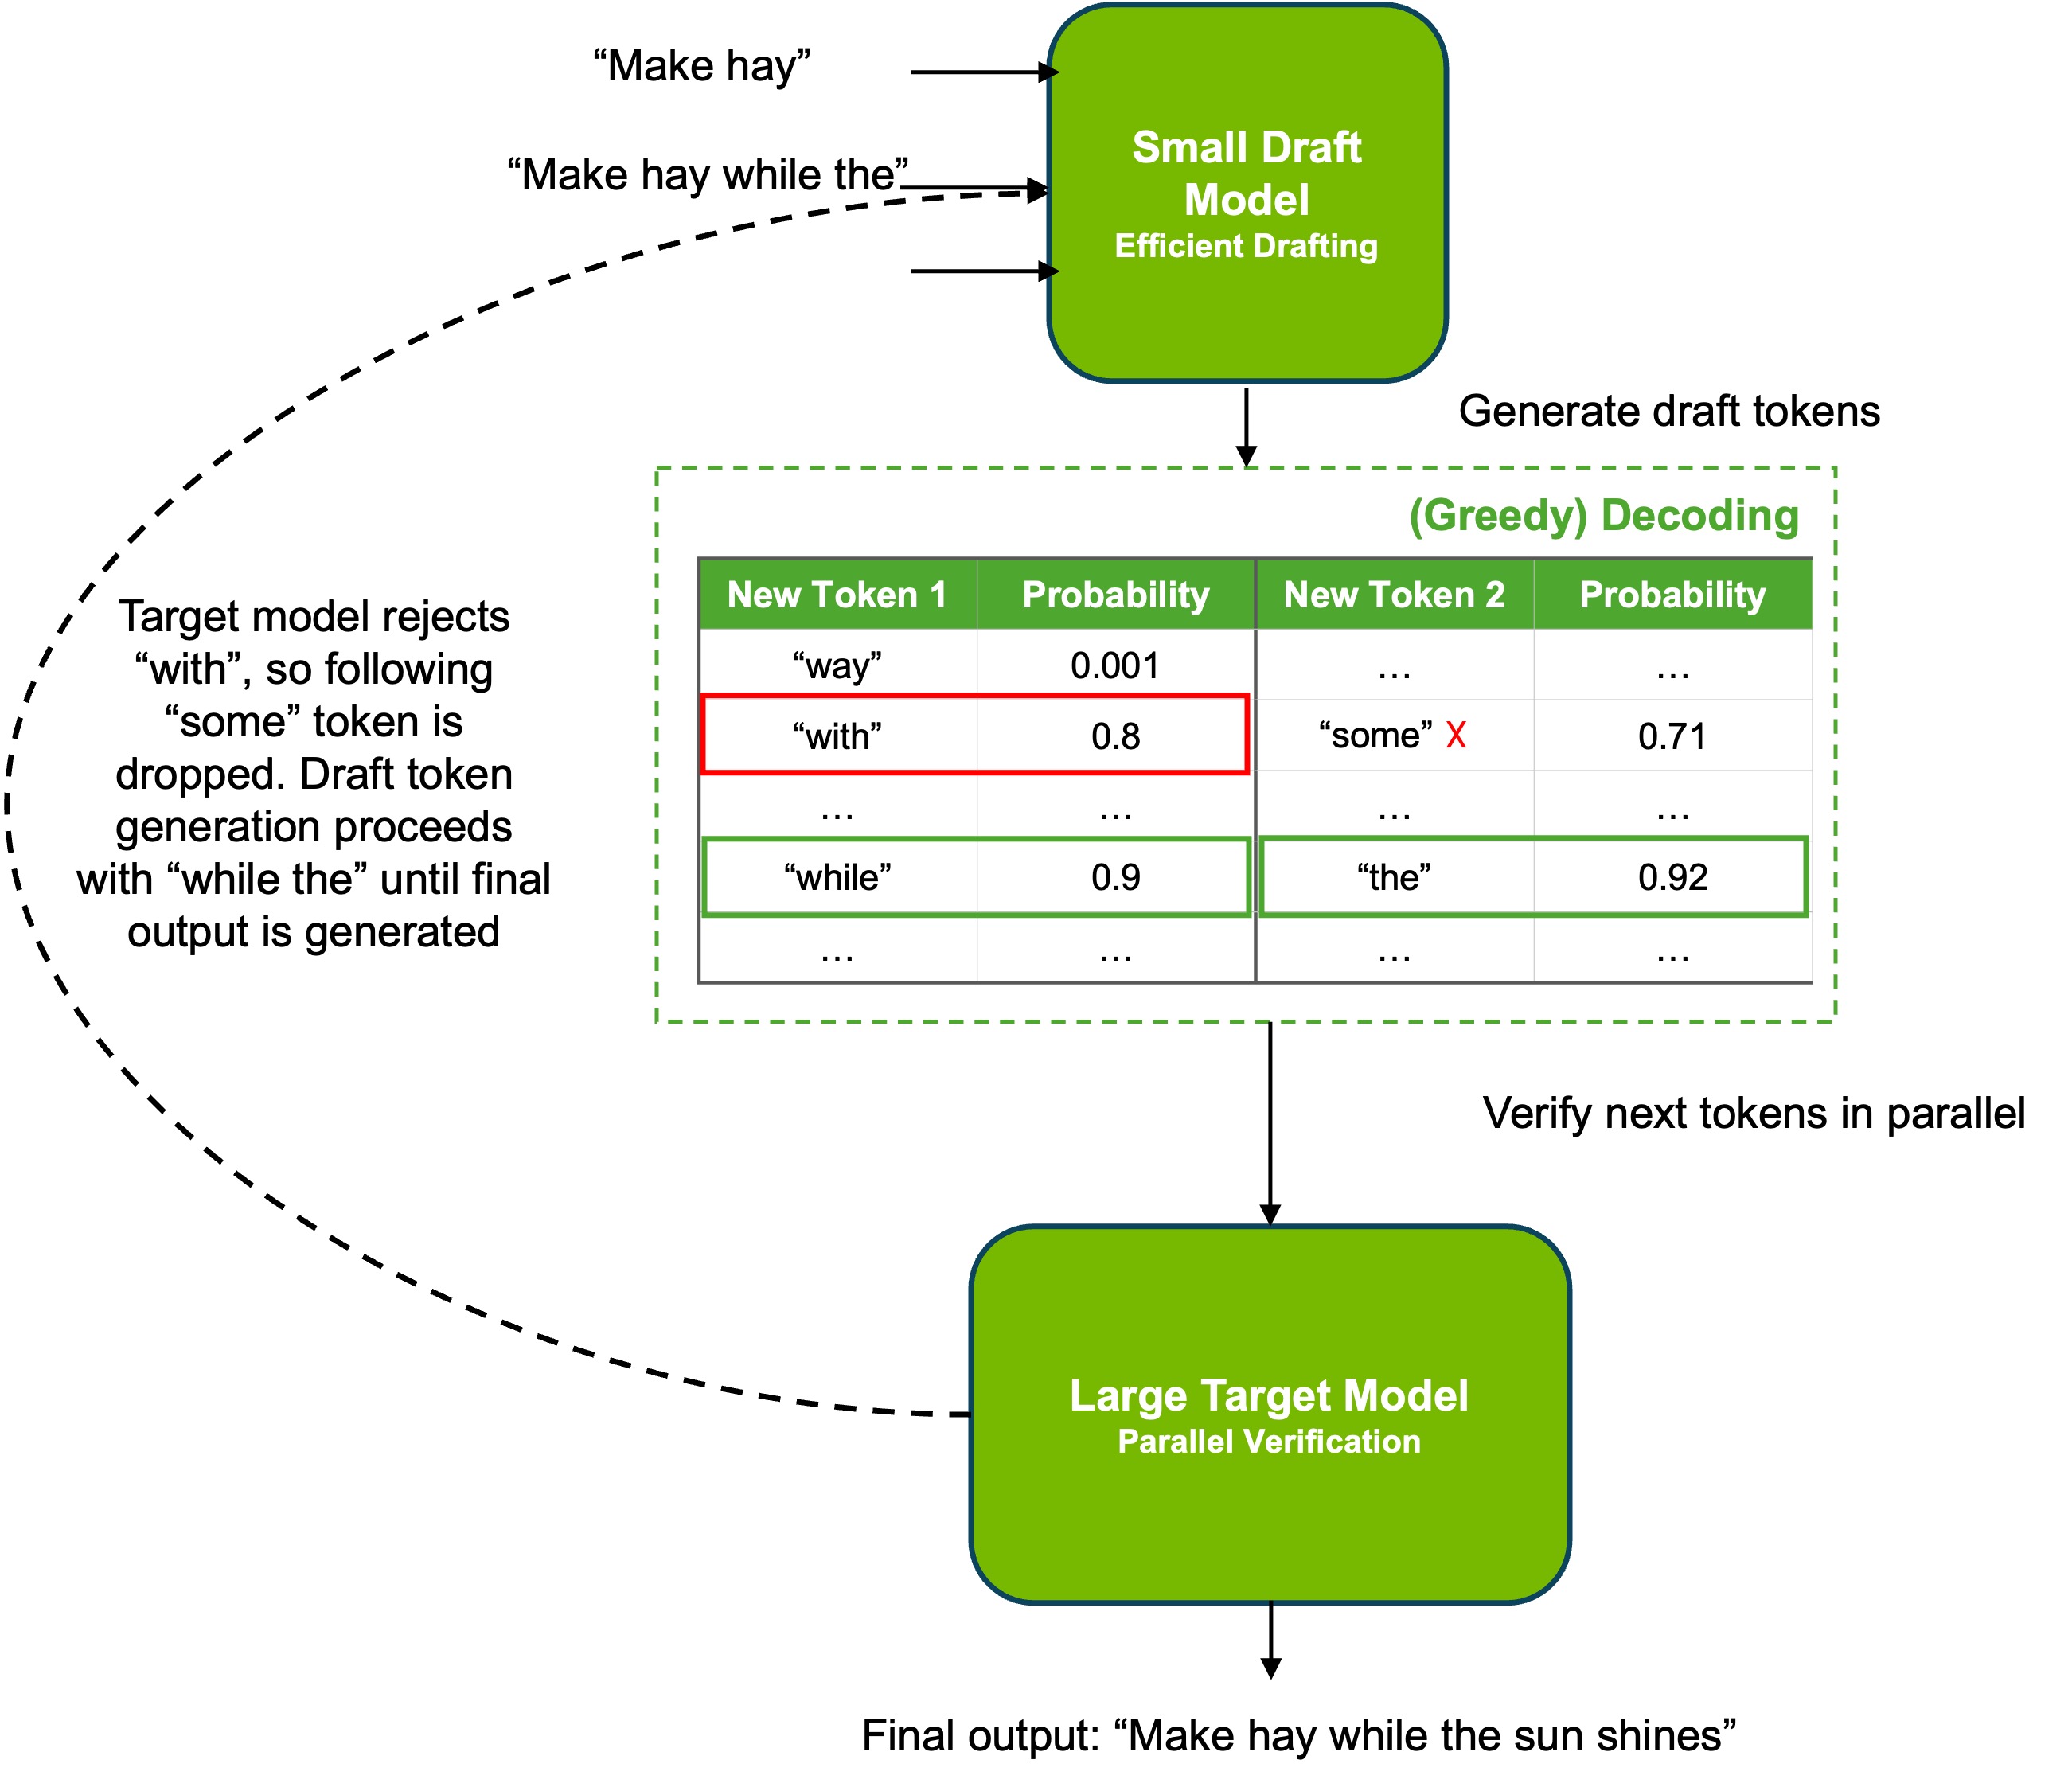 “Make hay”
“Make hay while the”
Small Draft
Model
Efficient Drafting
Generate draft tokens
(Greedy) Decoding
New Token 1 Probability New Token 2 Probability
“way” 0.001 ... ...
“with” 0.8 “some” X 0.71
... ... ... ...
“while” 0.9 “the” 0.92
... ... ... ...
Target model rejects
“with”, so following
“some” token is
dropped. Draft token
generation proceeds
with “while the” until final
output is generated
Verify next tokens in parallel
Large Target Model
Parallel Verification
Final output: “Make hay while the sun shines”